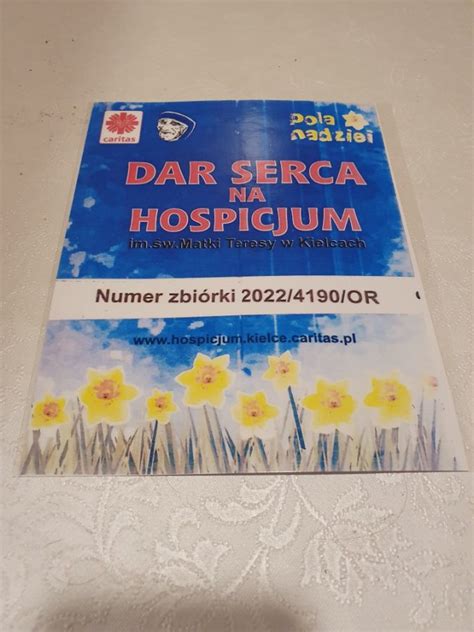 caritas
pola
nadziei
DAR SERCA
NA
HOSPICJUM
im.św.Matki Teresy w Kielcach
Numer zbiórki 2022/4190/OR
www.hospicjum.kielce.caritas.pl